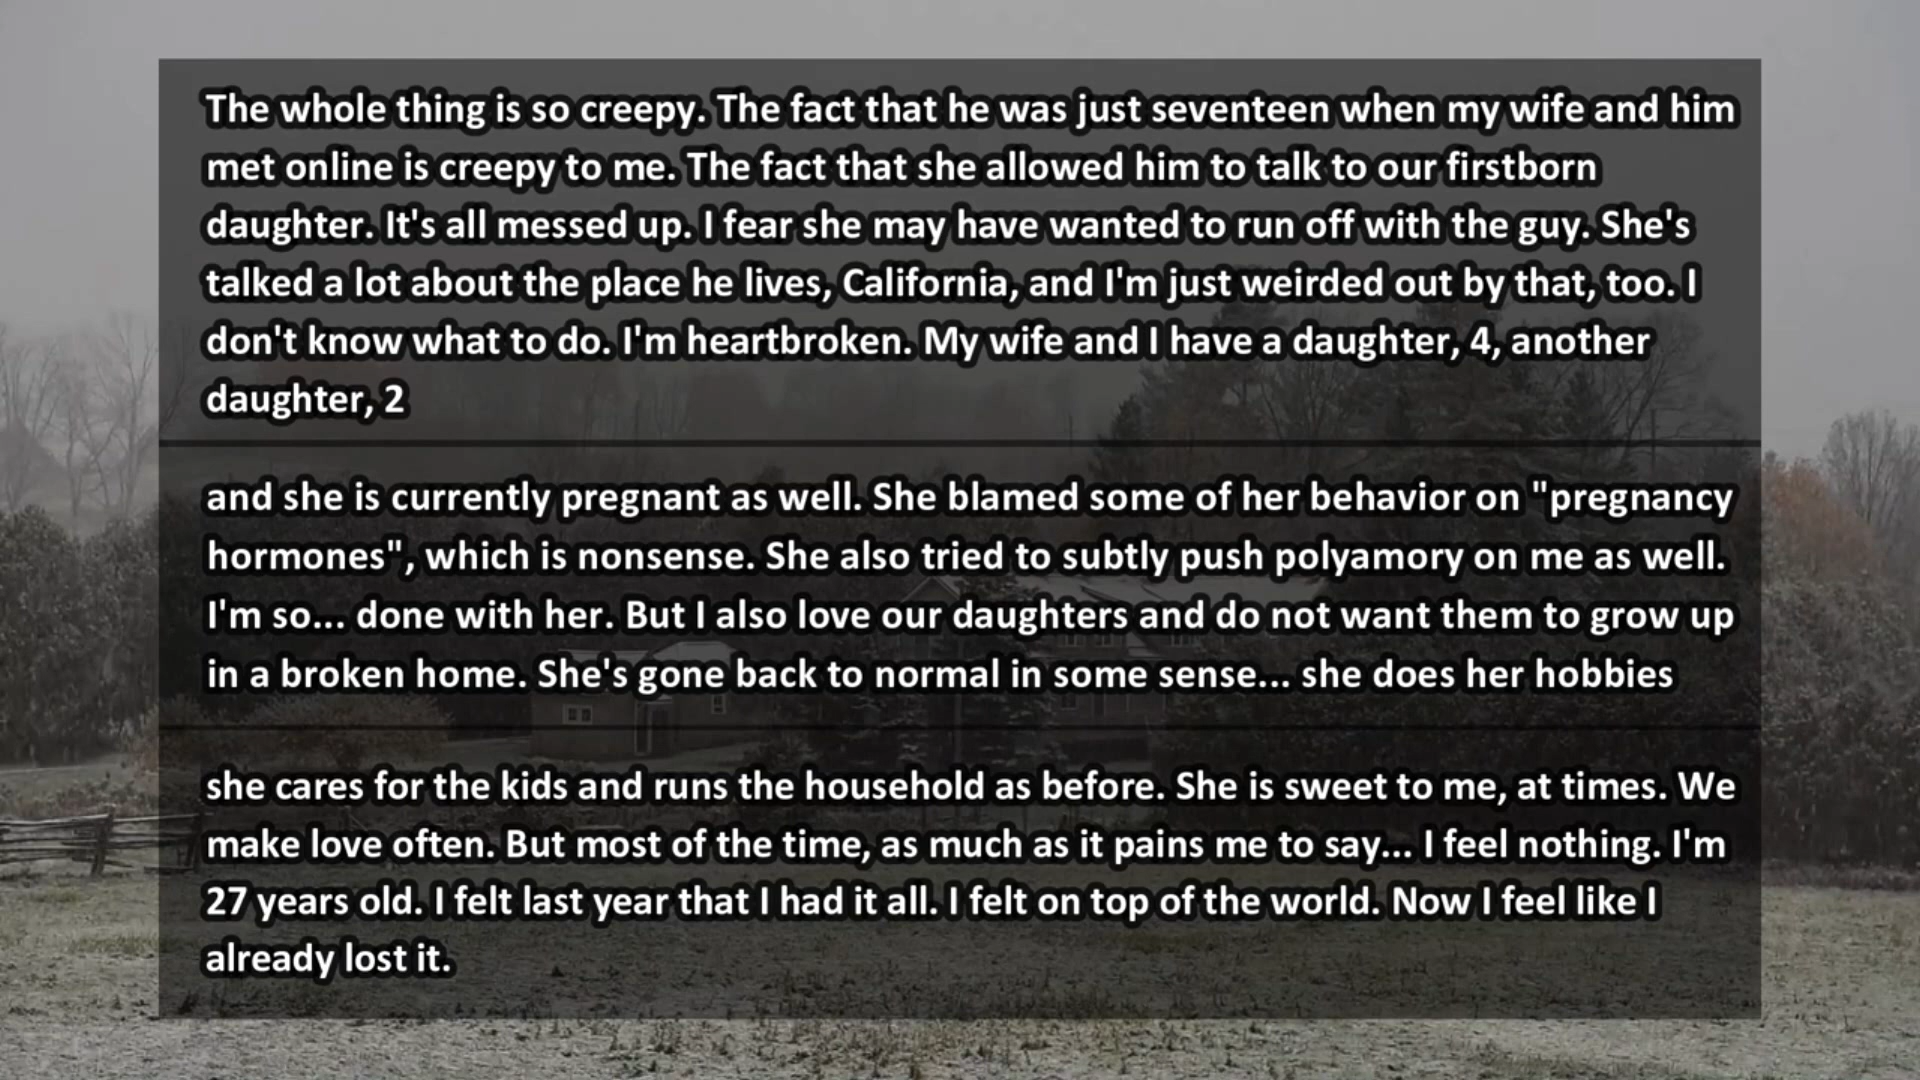 The whole thing is so creepy. The fact that he was just seventeen when my wife and him
met online is creepy to me. The fact that she allowed him to talk to our firstborn
daughter. It's all messed up. I fear she may have wanted to run off with the guy. She's
talked a lot about the place he lives, California, and I'm just weirded out by that, too. I
don't know what to do. I'm heartbroken. My wife and I have a daughter, 4, another
daughter, 2
and she is currently pregnant as well. She blamed some of her behavior on "pregnancy
hormones", which is nonsense. She also tried to subtly push polyamory on me as well.
I'm so... done with her. But I also love our daughters and do not want them to grow up
in a broken home. She's gone back to normal in some sense... she does her hobbies
she cares for the kids and runs the household as before. She is sweet to me, at times. We
make love often. But most of the time, as much as it pains me to say... I feel nothing. I'm
27 years old. I felt last year that I had it all. I felt on top of the world. Now I feel like I
already lost it.